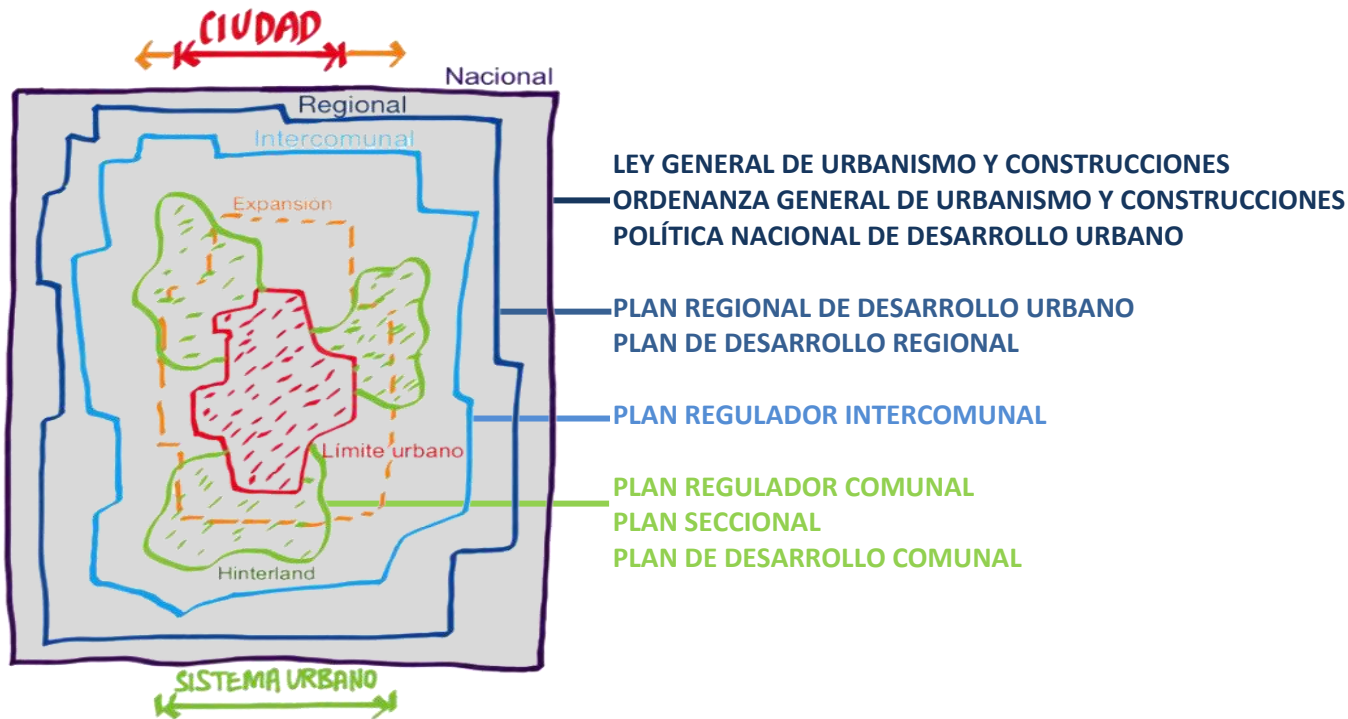 CIUDAD
Nacional
Regional
Intercomunal
Expansión
Límite urbano
Hinterland
SISTEMA URBANO
LEY GENERAL DE URBANISMO Y CONSTRUCCIONES
ORDENANZA GENERAL DE URBANISMO Y CONSTRUCCIONES
POLÍTICA NACIONAL DE DESARROLLO URBANO
PLAN REGIONAL DE DESARROLLO URBANO
PLAN DE DESARROLLO REGIONAL
PLAN REGULADOR INTERCOMUNAL
PLAN REGULADOR COMUNAL
PLAN SECCIONAL
PLAN DE DESARROLLO COMUNAL